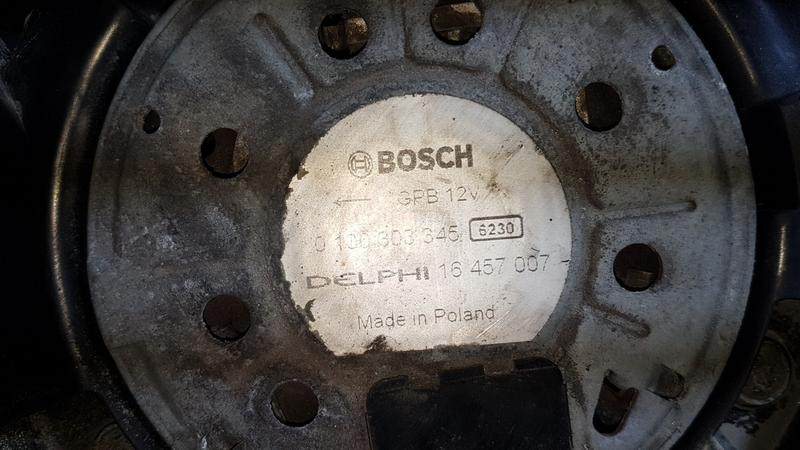 BOSCH
← GPB 12V
0 130 303 345 6230
DELPHI 16 457 007
Made in Poland